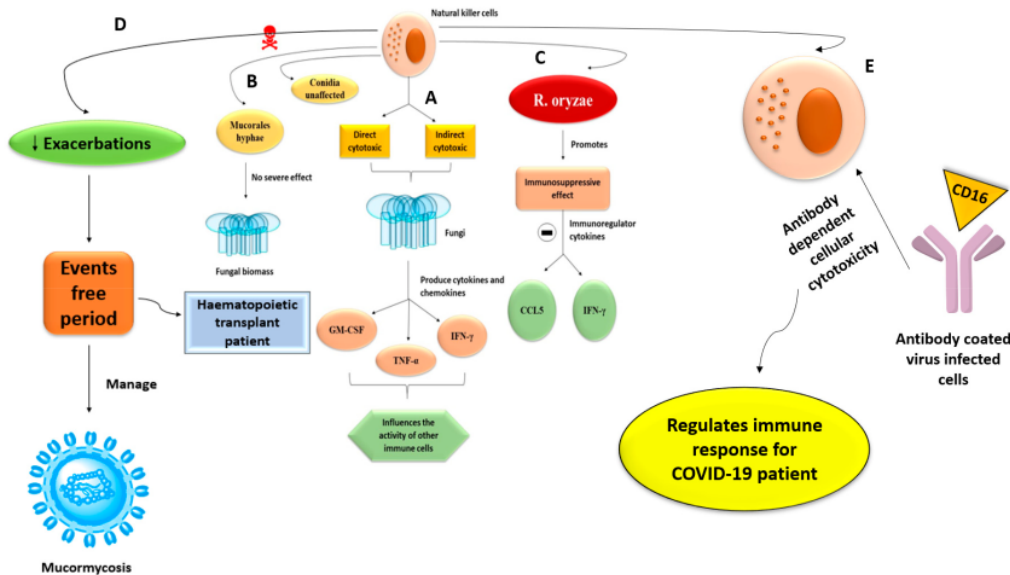 Natural killer cells
D
↓ Exacerbations
Events
free
period
Haematopoietic
transplant
patient
Manage
Mucormycosis
B
Mucorales
hyphae
No severe effect
Fungal biomass
Conidia
unaffected
A
Direct
cytotoxic
Indirect
cytotoxic
Fungi
Produce cytokines and
chemokines
GM-CSF
TNF-α
IFN-γ
Influences the
activity of other
immune cells
C
R. oryzae
Promotes
Immunosuppressive
effect
Immunoregulator
cytokines
CCL5
IFN-γ
E
CD16
Antibody
dependent
cellular
cytotoxicity
Antibody coated
virus infected
cells
Regulates immune
response for
COVID-19 patient